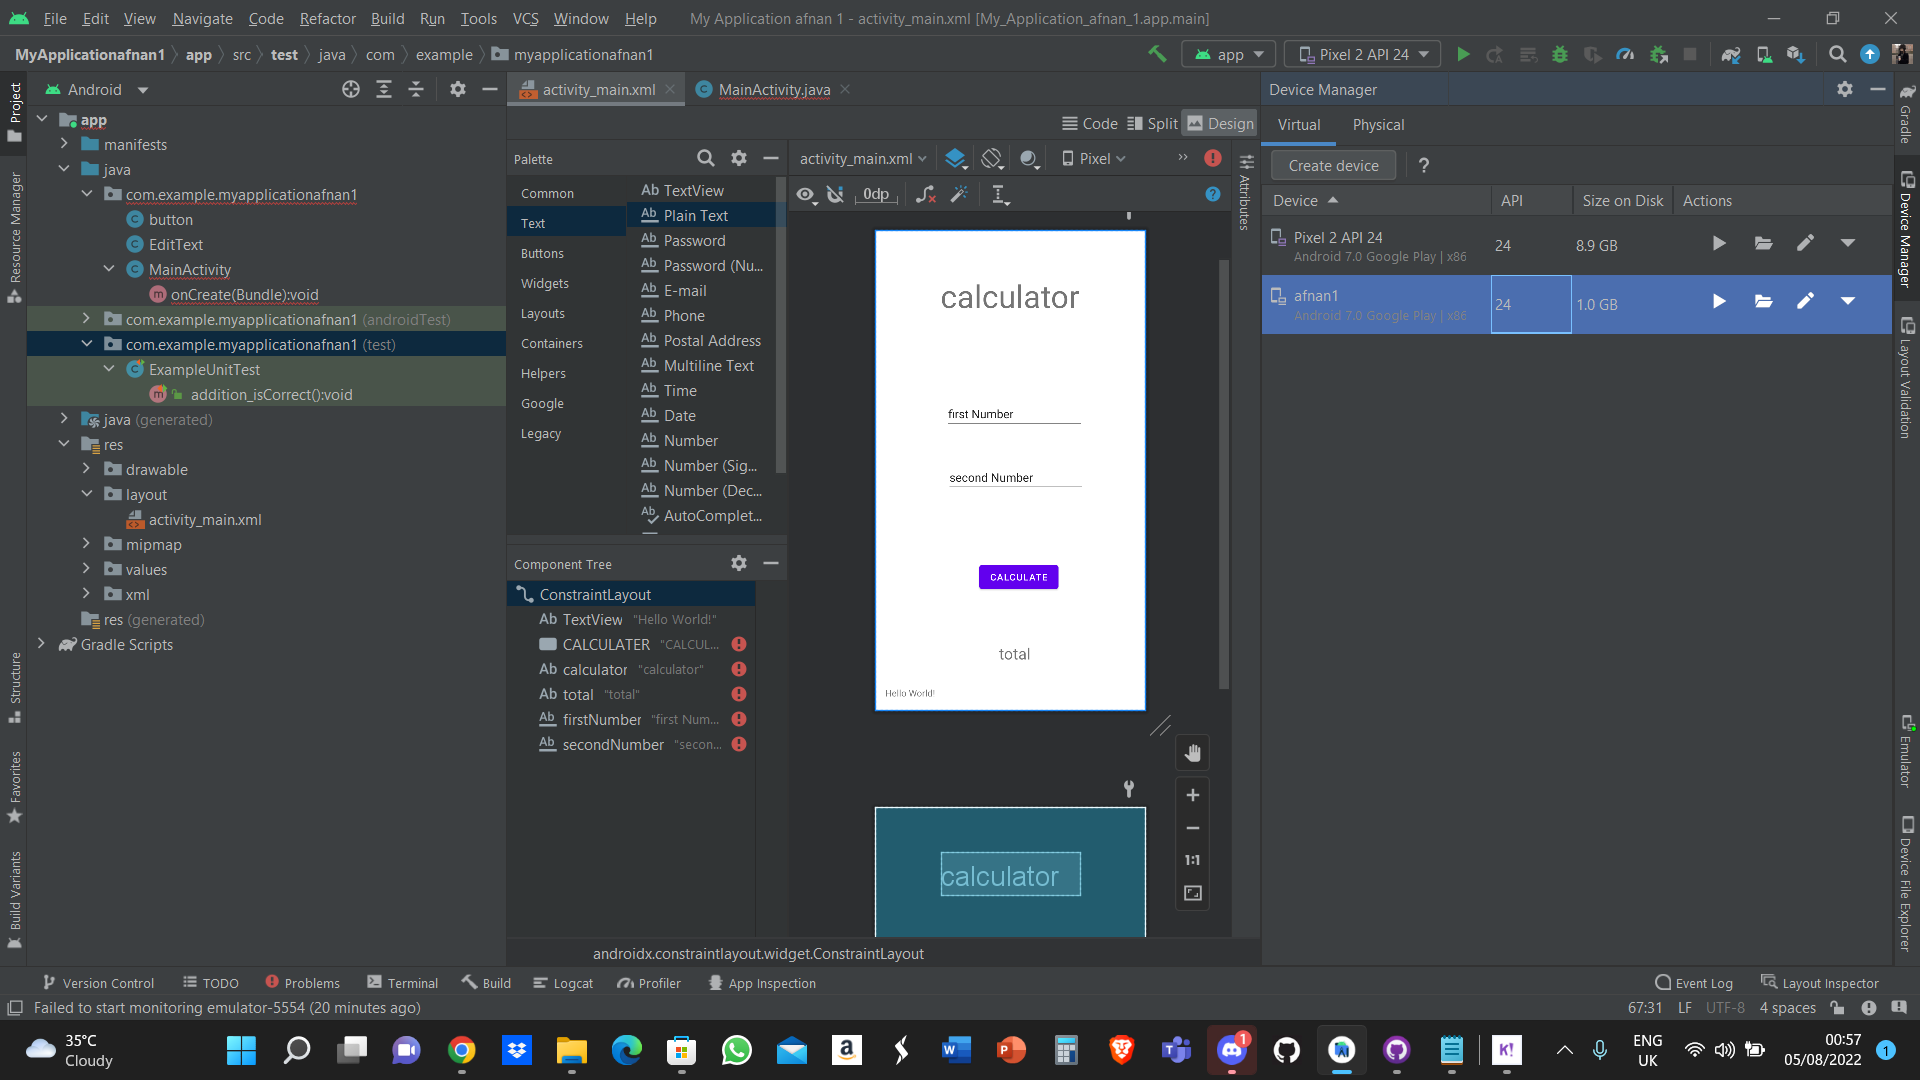 File Edit View Navigate Code Refactor Build Run Tools VCS Window Help My Application afnan 1 - activity_main.xml [My_Application_afnan_1.app.main]
MyApplicationafnan1 app src test java com example myapplicationafnan1 app Pixel 2 API 24
Project
Resource Manager
Structure
Favorites
Build Variants
Android
app
manifests
java
com.example.myapplicationafnan1
button
EditText
MainActivity
onCreate(Bundle):void
com.example.myapplicationafnan1 (androidTest)
com.example.myapplicationafnan1 (test)
ExampleUnitTest
addition_isCorrect():void
java (generated)
res
drawable
layout
activity_main.xml
mipmap
values
xml
res (generated)
Gradle Scripts
activity_main.xml MainActivity.java
Code Split Design
Palette
Common
Text
Buttons
Widgets
Layouts
Containers
Helpers
Google
Legacy
Ab TextView
Ab Plain Text
Ab Password
Ab Password (Nu...
Ab E-mail
Ab Phone
Ab Postal Address
Ab Multiline Text
Ab Time
Ab Date
Ab Number
Ab Number (Sig...
Ab Number (Dec...
Ab AutoComplet...
Component Tree
ConstraintLayout
Ab TextView "Hello World!"
CALCULATER "CALCUL...
Ab calculator "calculator"
Ab total "total"
Ab firstNumber "first Num...
Ab secondNumber "secon...
activity_main.xml Pixel
0dp
calculator
first Number
second Number
CALCULATE
total
Hello World!
calculator
1:1
androidx.constraintlayout.widget.ConstraintLayout
Attributes
Device Manager
Virtual Physical
Create device ?
Device API Size on Disk Actions
Pixel 2 API 24 24 8.9 GB
Android 7.0 Google Play | x86
afnan1 24 1.0 GB
Android 7.0 Google Play | x86
Gradle
Device Manager
Layout Validation
Emulator
Device File Explorer
Version Control TODO Problems Terminal Build Logcat Profiler App Inspection Event Log Layout Inspector
Failed to start monitoring emulator-5554 (20 minutes ago) 67:31 LF UTF-8 4 spaces
35°C
Cloudy
1
K!
ENG
UK
00:57
05/08/2022
1